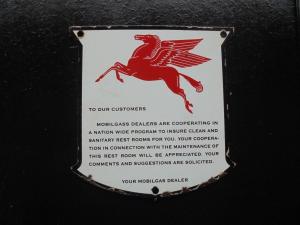 TO OUR CUSTOMERS
MOBILGASS DEALERS ARE COOPERATING IN
A NATION WIDE PROGRAM TO INSURE CLEAN AND
SANITARY REST ROOMS FOR YOU. YOUR COOPERA-
TION IN CONNECTION WITH THE MAINTENANCE OF
THIS REST ROOM WILL BE APPRECIATED. YOUR
COMMENTS AND SUGGESTIONS ARE SOLICITED.
YOUR MOBILGAS DEALER